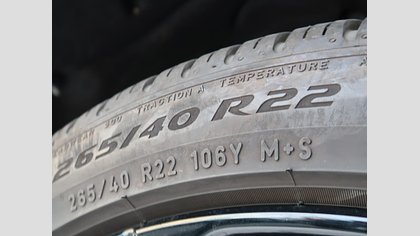 TRACTION A TEMPERATURE A
265/40 R22
265/40 R22 106Y M+S